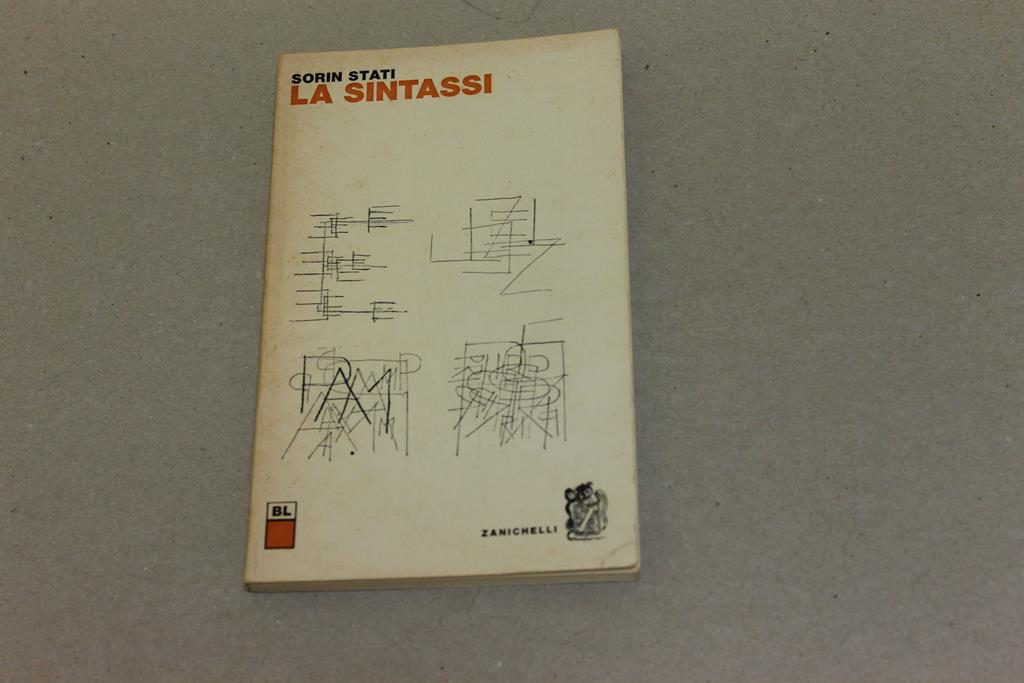 SORIN STATI
LA SINTASSI
BL
ZANICHELLI